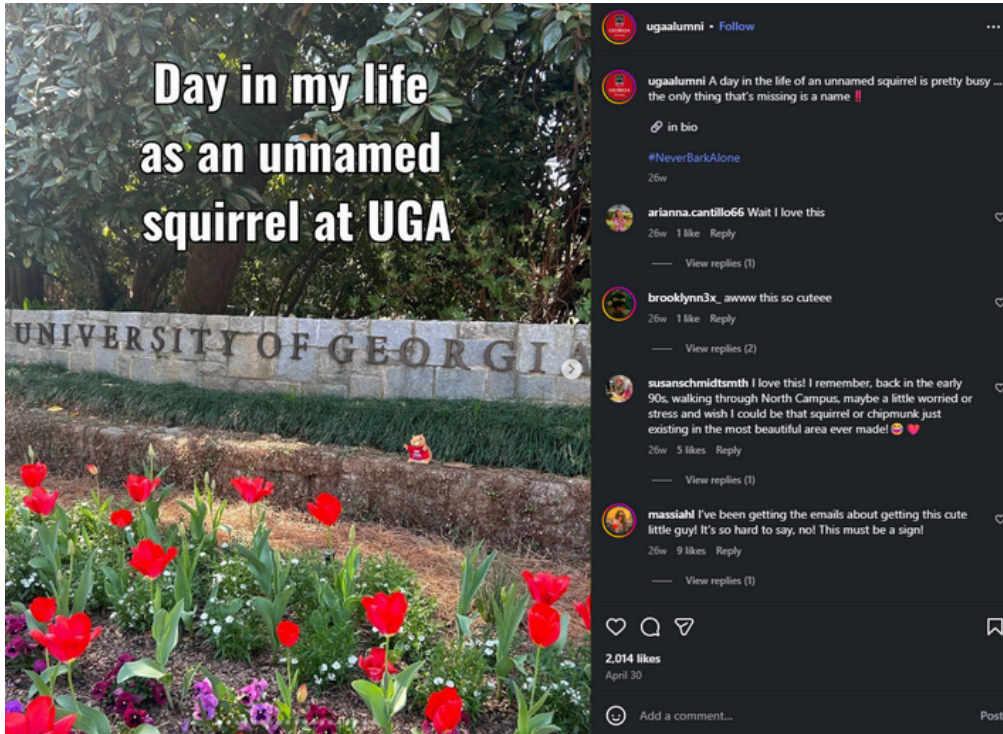 Day in my life
as an unnamed
squirrel at UGA
UNIVERSITY OF GEORGIA
ugaalumni • Follow
ugaalumni A day in the life of an unnamed squirrel is pretty busy ...
the only thing that's missing is a name ‼️
🔗 in bio
#NeverBarkAlone
26w
arianna.cantillo66 Wait I love this
26w 1 like Reply
View replies (1)
brooklynn3x_ awww this so cuteee
26w 1 like Reply
View replies (2)
susanschmidtsmth I love this! I remember, back in the early
90s, walking through North Campus, maybe a little worried or
stress and wish I could be that squirrel or chipmunk just
existing in the most beautiful area ever made! 😂 ❤️
26w 5 likes Reply
View replies (1)
massiahl I've been getting the emails about getting this cute
little guy! It's so hard to say, no! This must be a sign!
26w 9 likes Reply
View replies (1)
2,014 likes
April 30
Add a comment...
Post